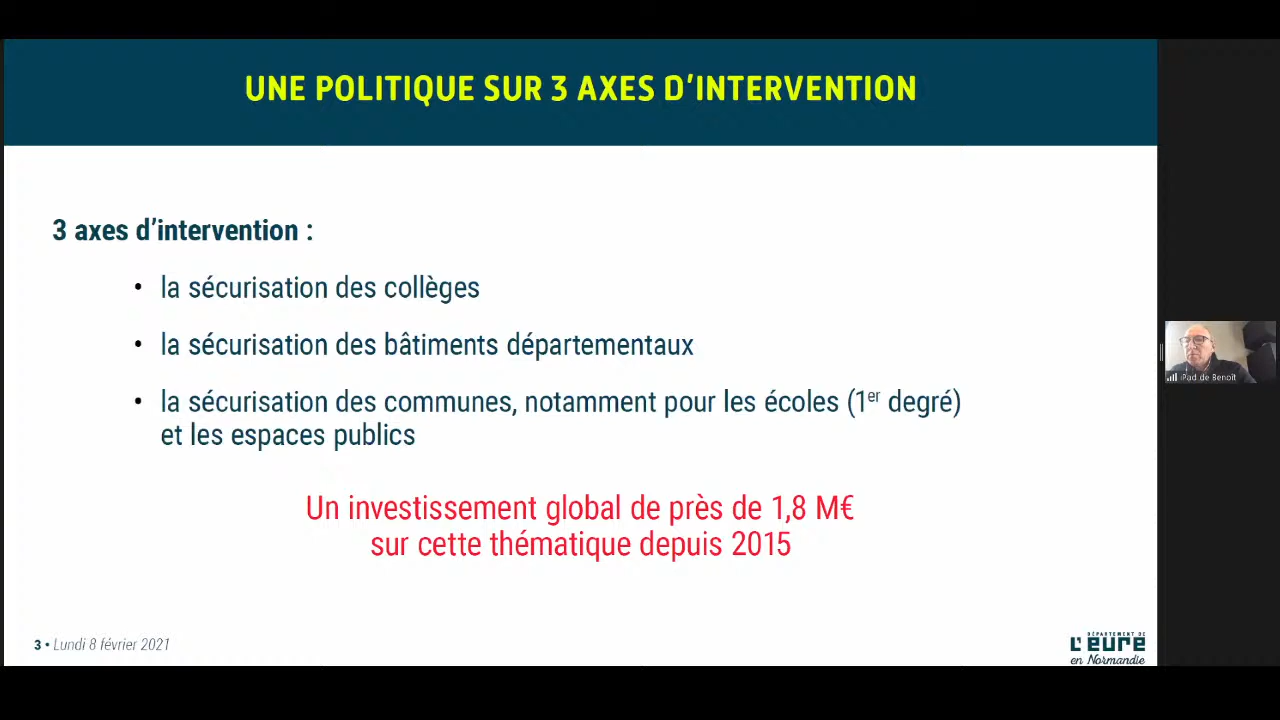 UNE POLITIQUE SUR 3 AXES D'INTERVENTION
3 axes d'intervention :
• la sécurisation des collèges
• la sécurisation des bâtiments départementaux
• la sécurisation des communes, notamment pour les écoles (1er degré)
et les espaces publics
Un investissement global de près de 1,8 M€
sur cette thématique depuis 2015
iPad de Benoît
3 • Lundi 8 février 2021
DÉPARTEMENT DE
L'EURE
en Normandie